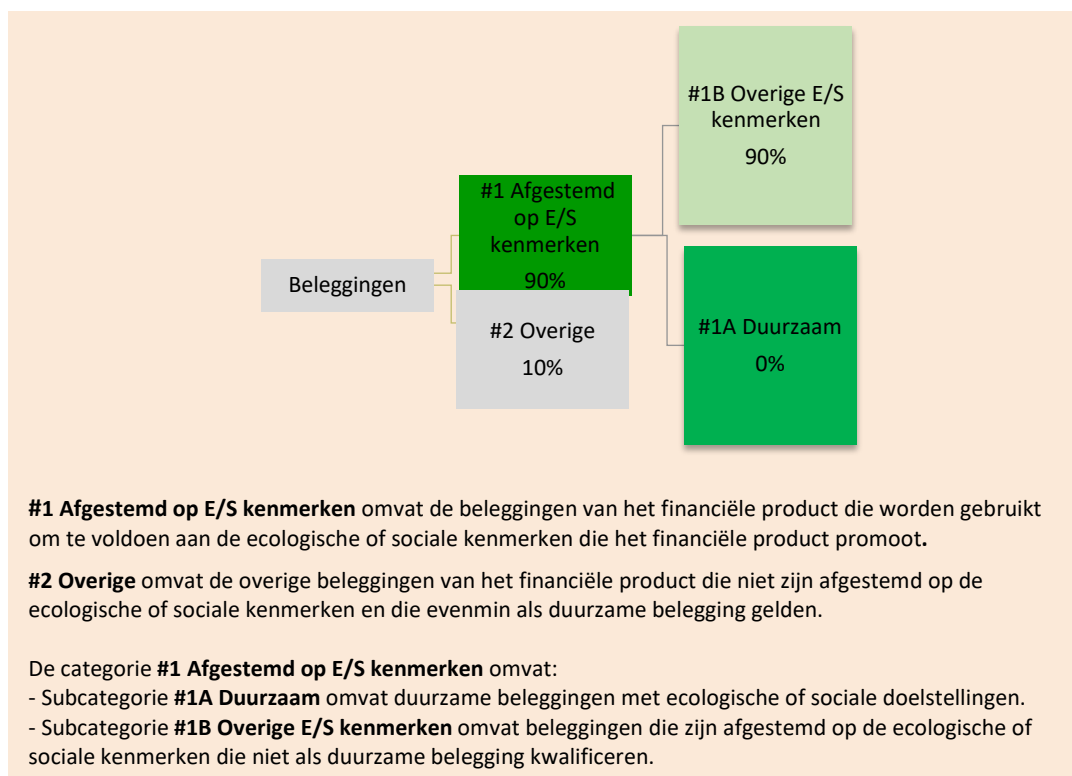 #1B Overige E/S
kenmerken
90%
#1 Afgestemd
op E/S
kenmerken
90%
Beleggingen
#2 Overige
10%
#1A Duurzaam
0%
#1 Afgestemd op E/S kenmerken omvat de beleggingen van het financiële product die worden gebruikt
om te voldoen aan de ecologische of sociale kenmerken die het financiële product promoot.
#2 Overige omvat de overige beleggingen van het financiële product die niet zijn afgestemd op de
ecologische of sociale kenmerken en die evenmin als duurzame belegging gelden.
De categorie #1 Afgestemd op E/S kenmerken omvat:
- Subcategorie #1A Duurzaam omvat duurzame beleggingen met ecologische of sociale doelstellingen.
- Subcategorie #1B Overige E/S kenmerken omvat beleggingen die zijn afgestemd op de ecologische of
sociale kenmerken die niet als duurzame belegging kwalificeren.